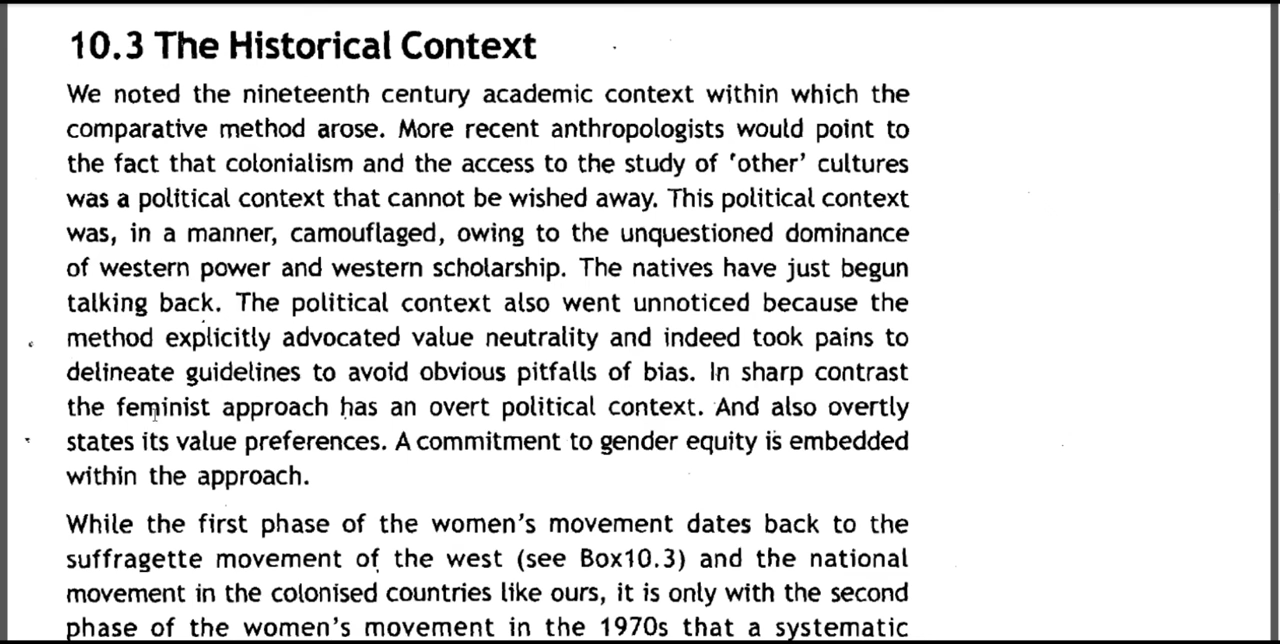 10.3 The Historical Context
We noted the nineteenth century academic context within which the
comparative method arose. More recent anthropologists would point to
the fact that colonialism and the access to the study of ‘other’ cultures
was a political context that cannot be wished away. This political context
was, in a manner, camouflaged, owing to the unquestioned dominance
of western power and western scholarship. The natives have just begun
talking back. The political context also went unnoticed because the
method explicitly advocated value neutrality and indeed took pains to
delineate guidelines to avoid obvious pitfalls of bias. In sharp contrast
the feminist approach has an overt political context. And also overtly
states its value preferences. A commitment to gender equity is embedded
within the approach.
While the first phase of the women’s movement dates back to the
suffragette movement of the west (see Box10.3) and the national
movement in the colonised countries like ours, it is only with the second
phase of the women’s movement in the 1970s that a systematic